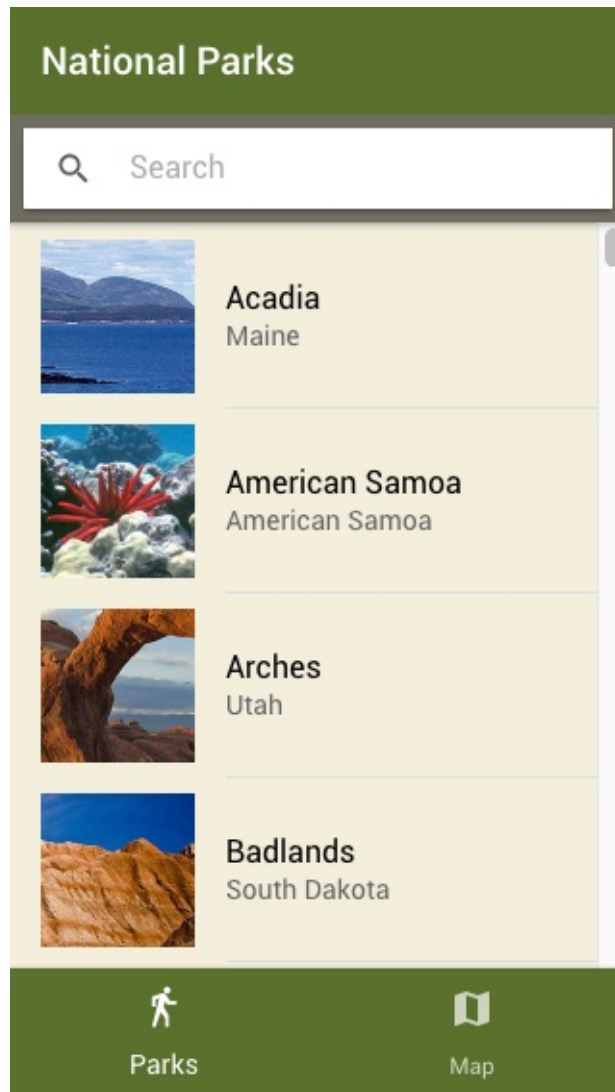 National Parks
Search
Acadia
Maine
American Samoa
American Samoa
Arches
Utah
Badlands
South Dakota
Parks
Map